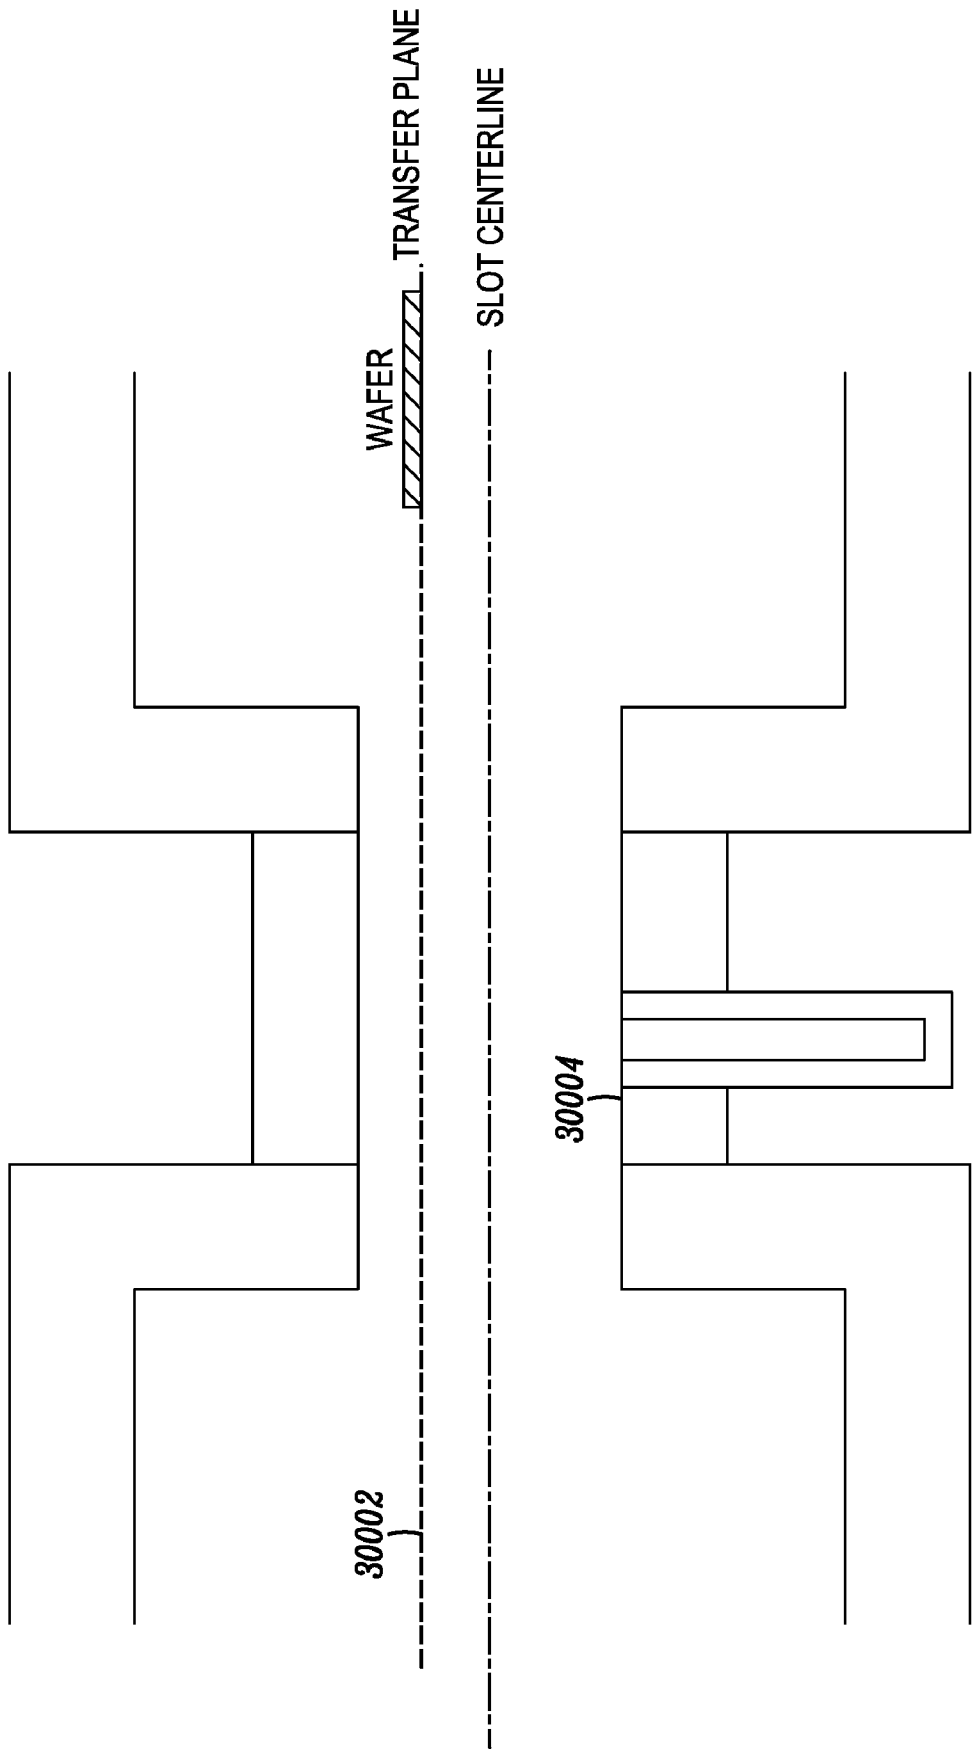 TRANSFER PLANE
SLOT CENTERLINE
WAFER
30004
30002